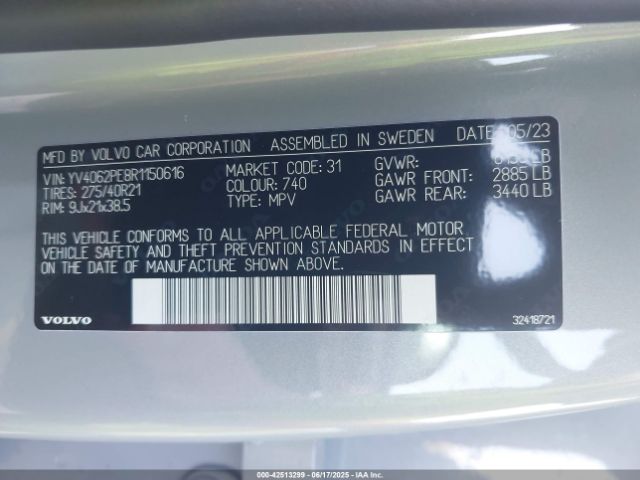 MFD BY VOLVO CAR CORPORATION ASSEMBLED IN SWEDEN DATE: 05/23
VIN: YV4062PE8R1150616 MARKET CODE: 31 GVWR: LB
TIRES: 275/40R21 COLOUR: 740 GAWR FRONT: 2885 LB
RIM: 9Jx21x38.5 TYPE: MPV GAWR REAR: 3440 LB
THIS VEHICLE CONFORMS TO ALL APPLICABLE FEDERAL MOTOR
VEHICLE SAFETY AND THEFT PREVENTION STANDARDS IN EFFECT
ON THE DATE OF MANUFACTURE SHOWN ABOVE.
VOLVO 32418721
000-42513299 - 06/17/2025 - IAA Inc.